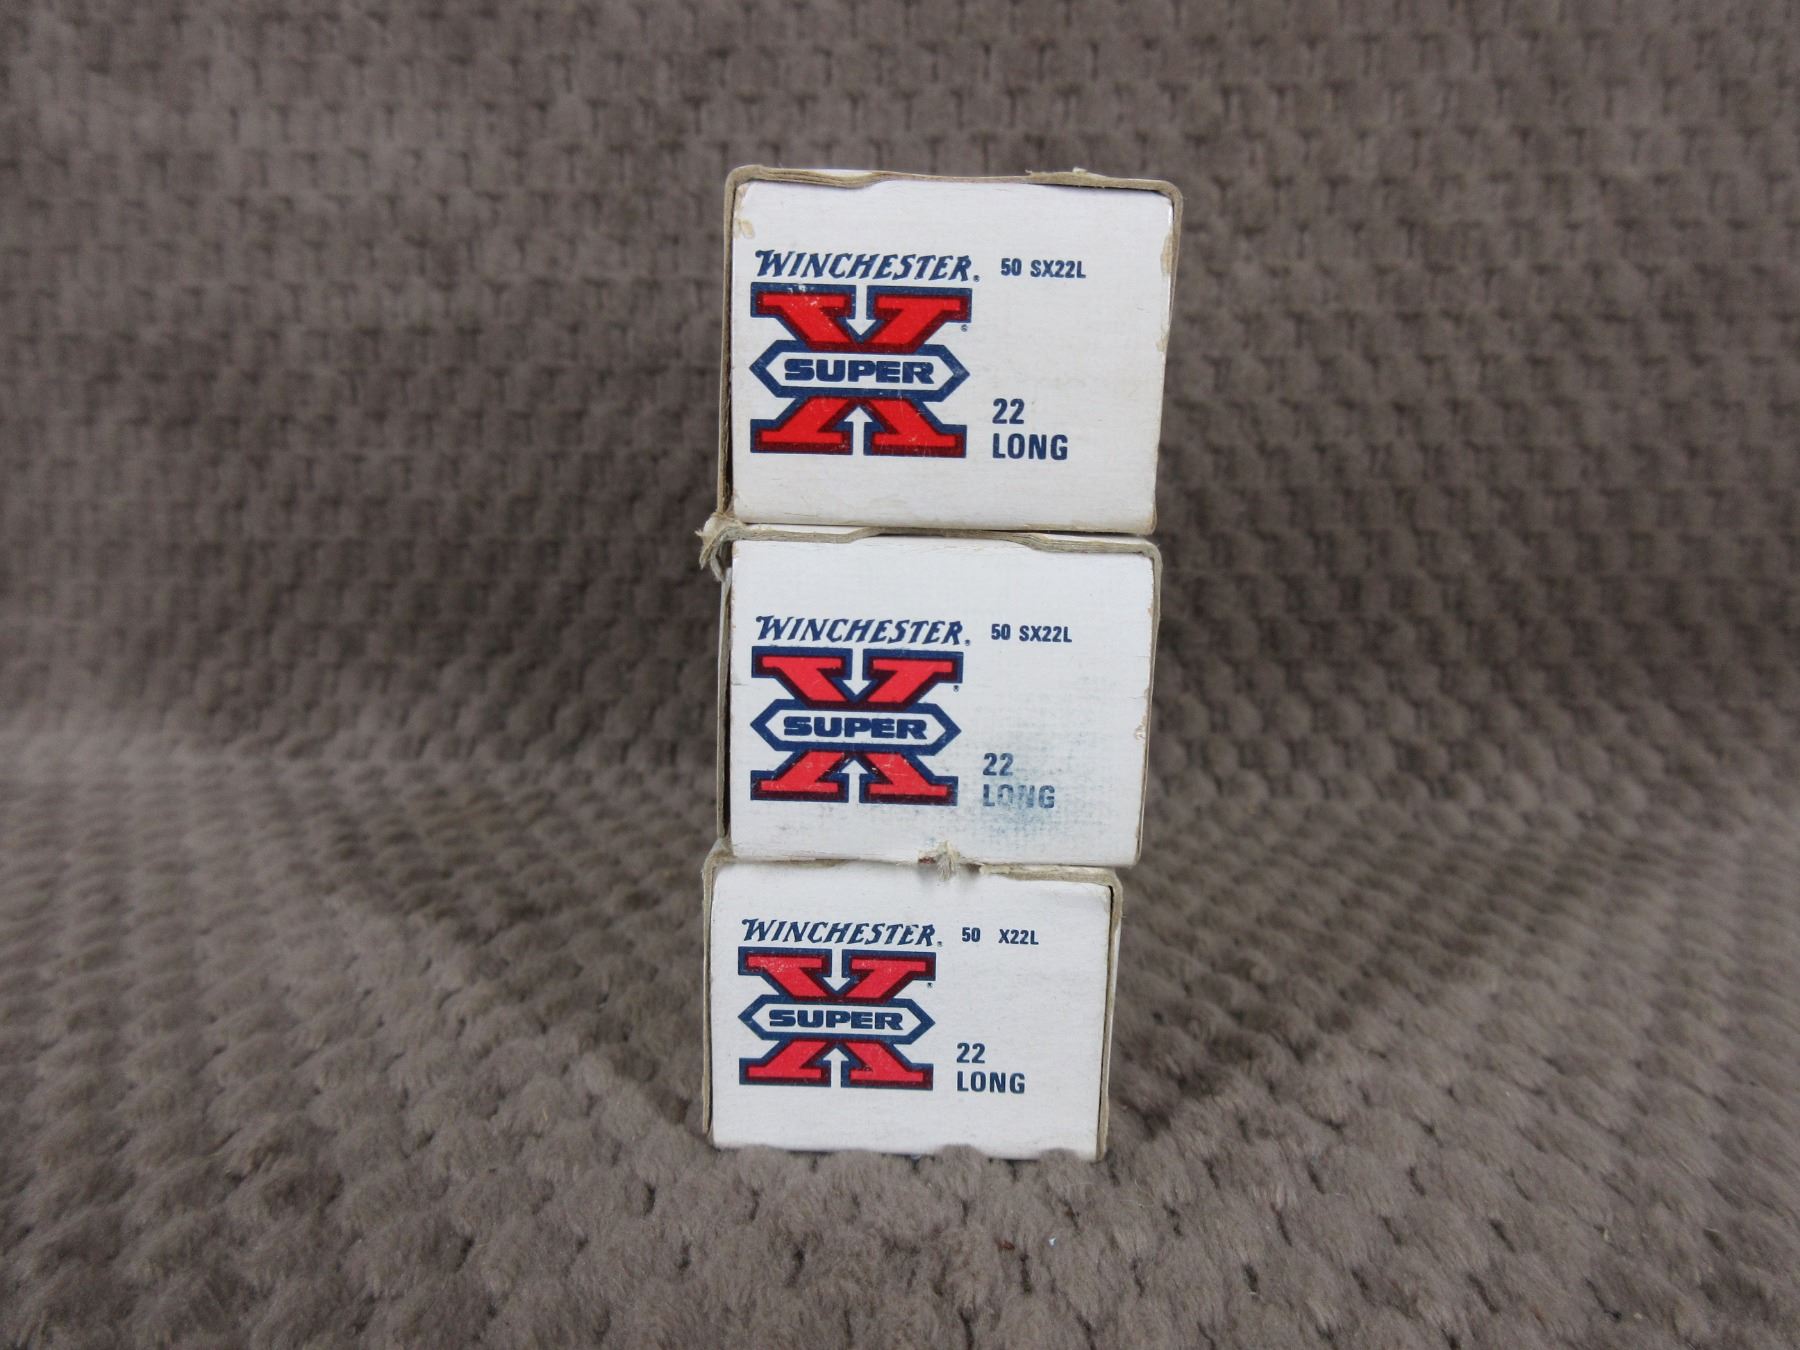 WINCHESTER® 50 SX22L
SUPER X®
22
LONG
WINCHESTER® 50 SX22L
SUPER X®
22
LONG
WINCHESTER® 50 X22L
SUPER X®
22
LONG